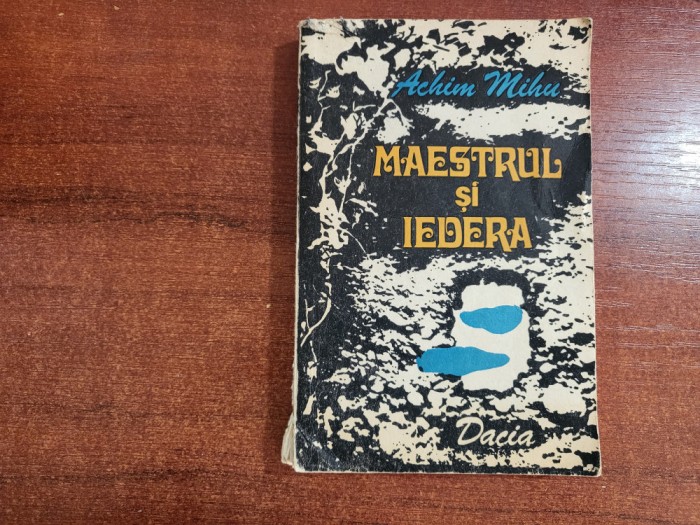 Achim Mihu
MAESTRUL
și
IEDERA
Dacia